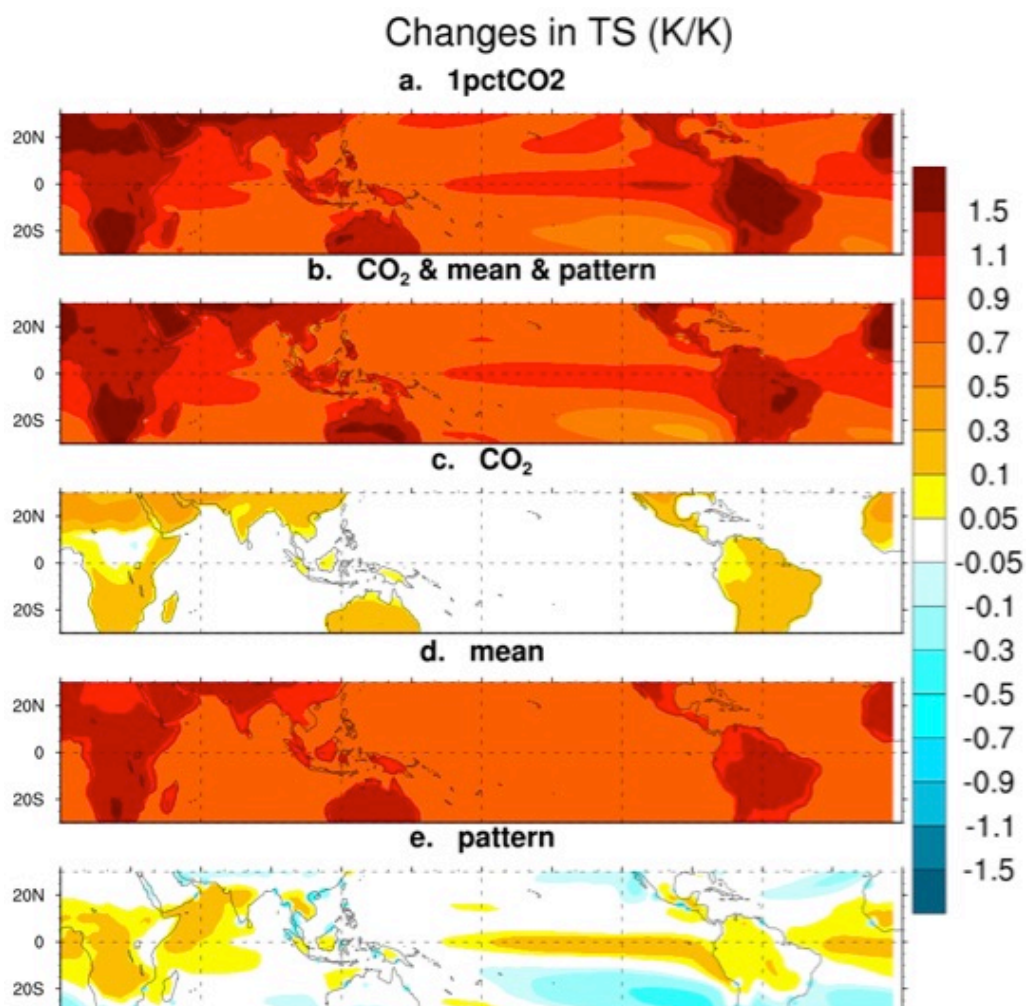 Changes in TS (K/K)
a. 1pctCO2
20N
0
20S
b. CO₂ & mean & pattern
20N
0
20S
c. CO₂
20N
0
20S
d. mean
20N
0
20S
e. pattern
20N
0
20S
1.5
1.1
0.9
0.7
0.5
0.3
0.1
0.05
-0.05
-0.1
-0.3
-0.5
-0.7
-0.9
-1.1
-1.5